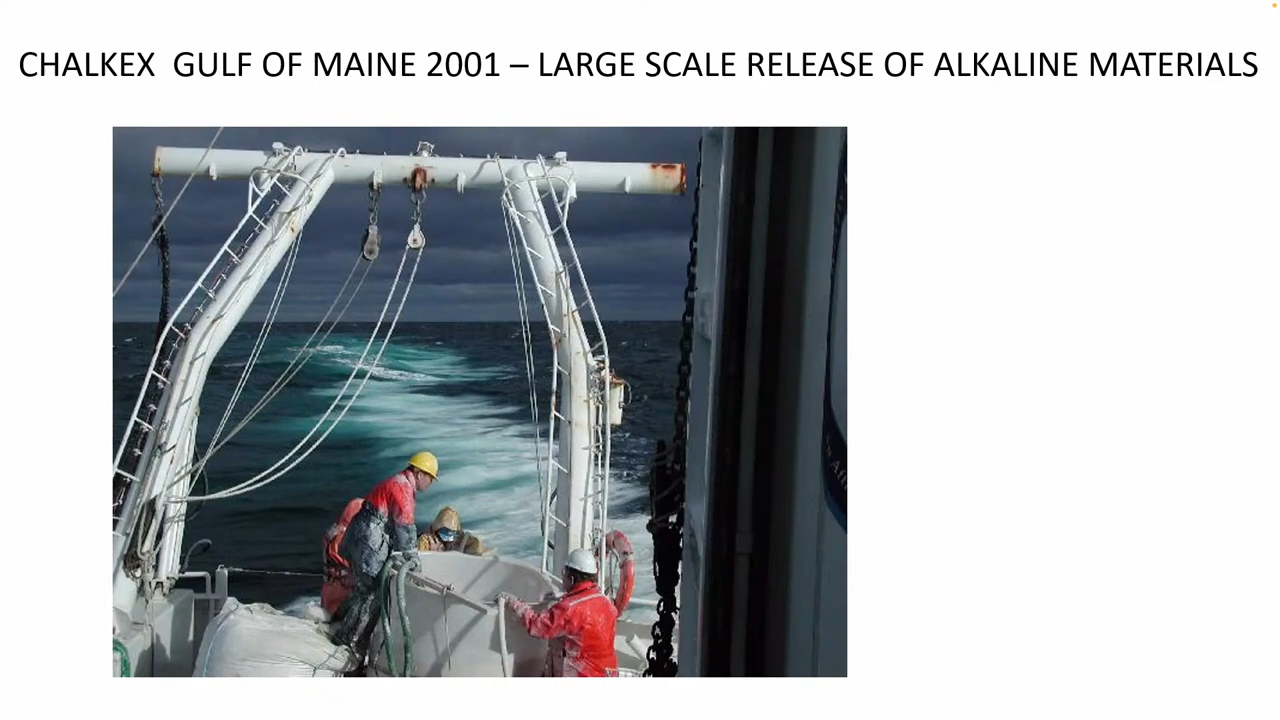 CHALKEX  GULF OF MAINE 2001 – LARGE SCALE RELEASE OF ALKALINE MATERIALS